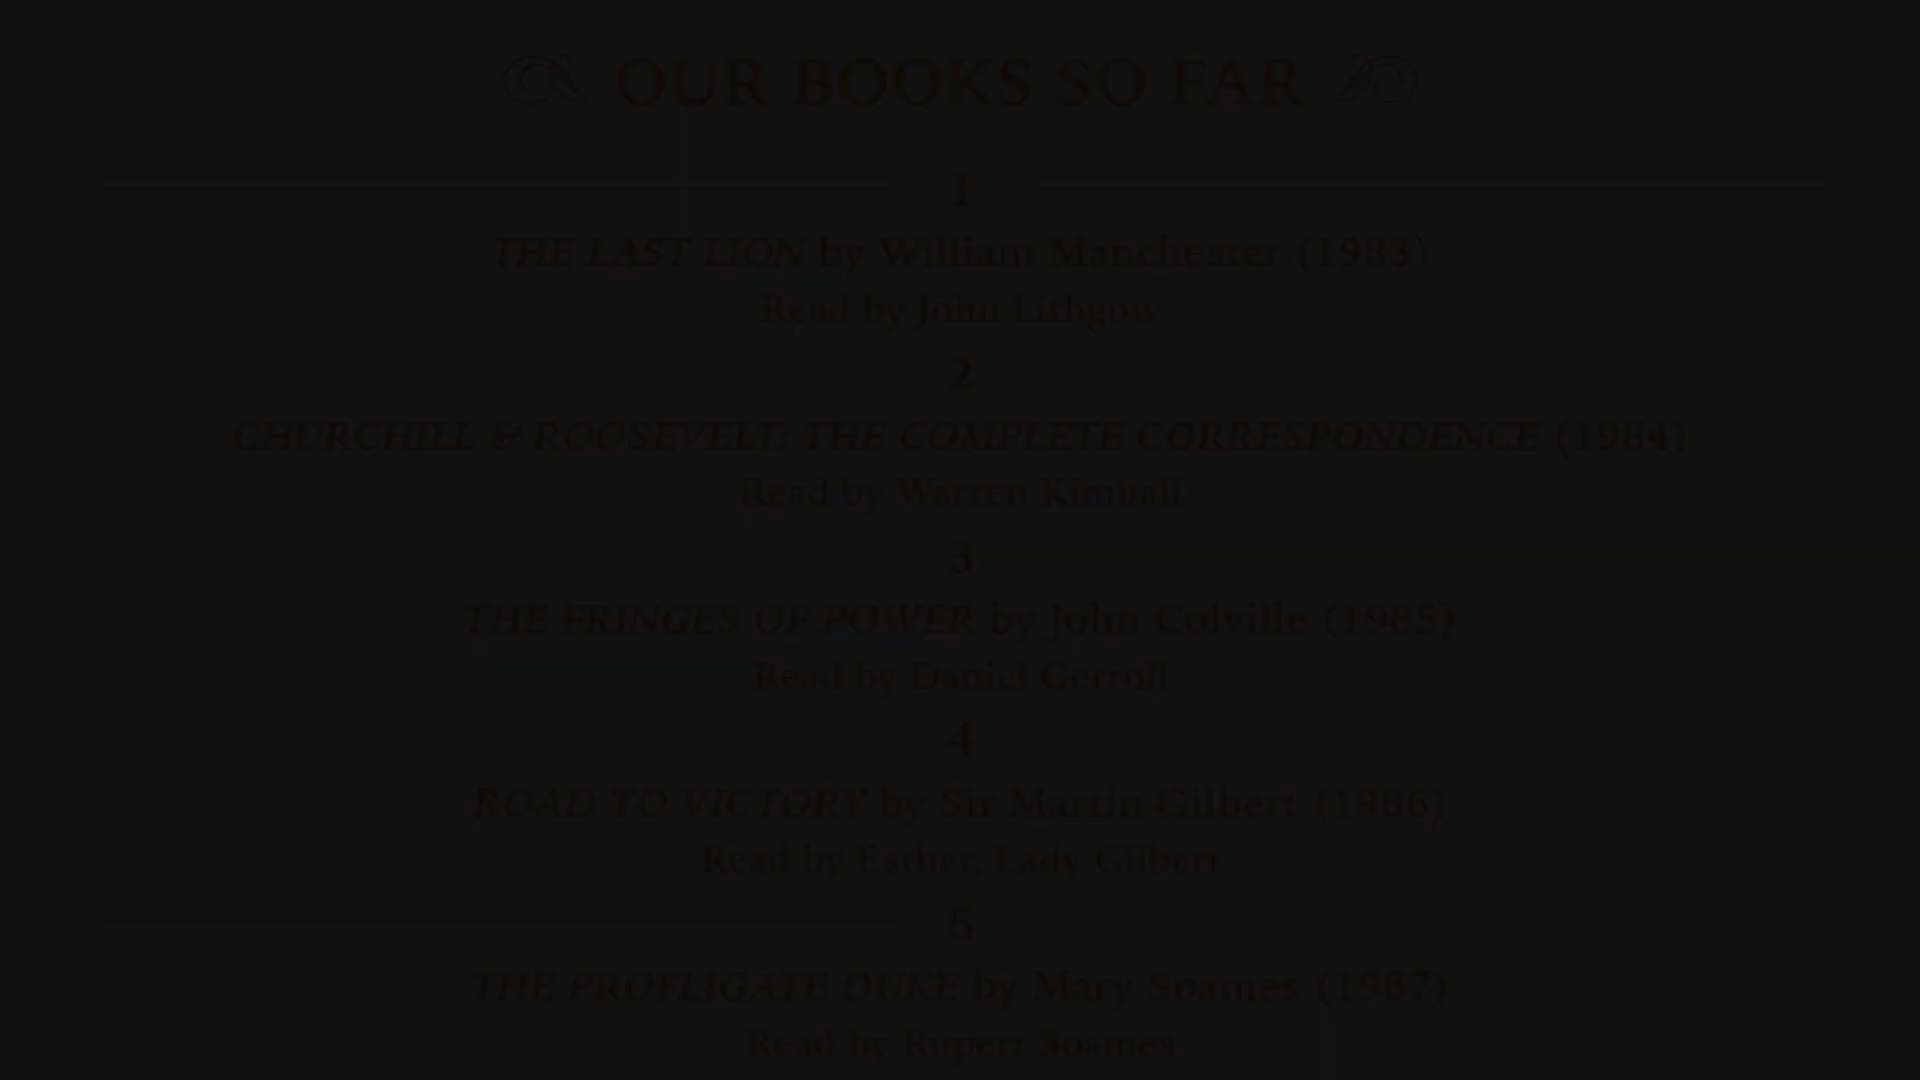 OUR BOOKS SO FAR
1
THE LAST LION by William Manchester (1983)
Read by John Lithgow
2
CHURCHILL & ROOSEVELT: THE COMPLETE CORRESPONDENCE (1984)
Read by Warren Kimball
3
THE FRINGES OF POWER by John Colville (1985)
Read by Daniel Gerroll
4
ROAD TO VICTORY by Sir Martin Gilbert (1986)
Read by Esther, Lady Gilbert
5
THE PROFLIGATE DUKE by Mary Soames (1987)
Read by Rupert Soames